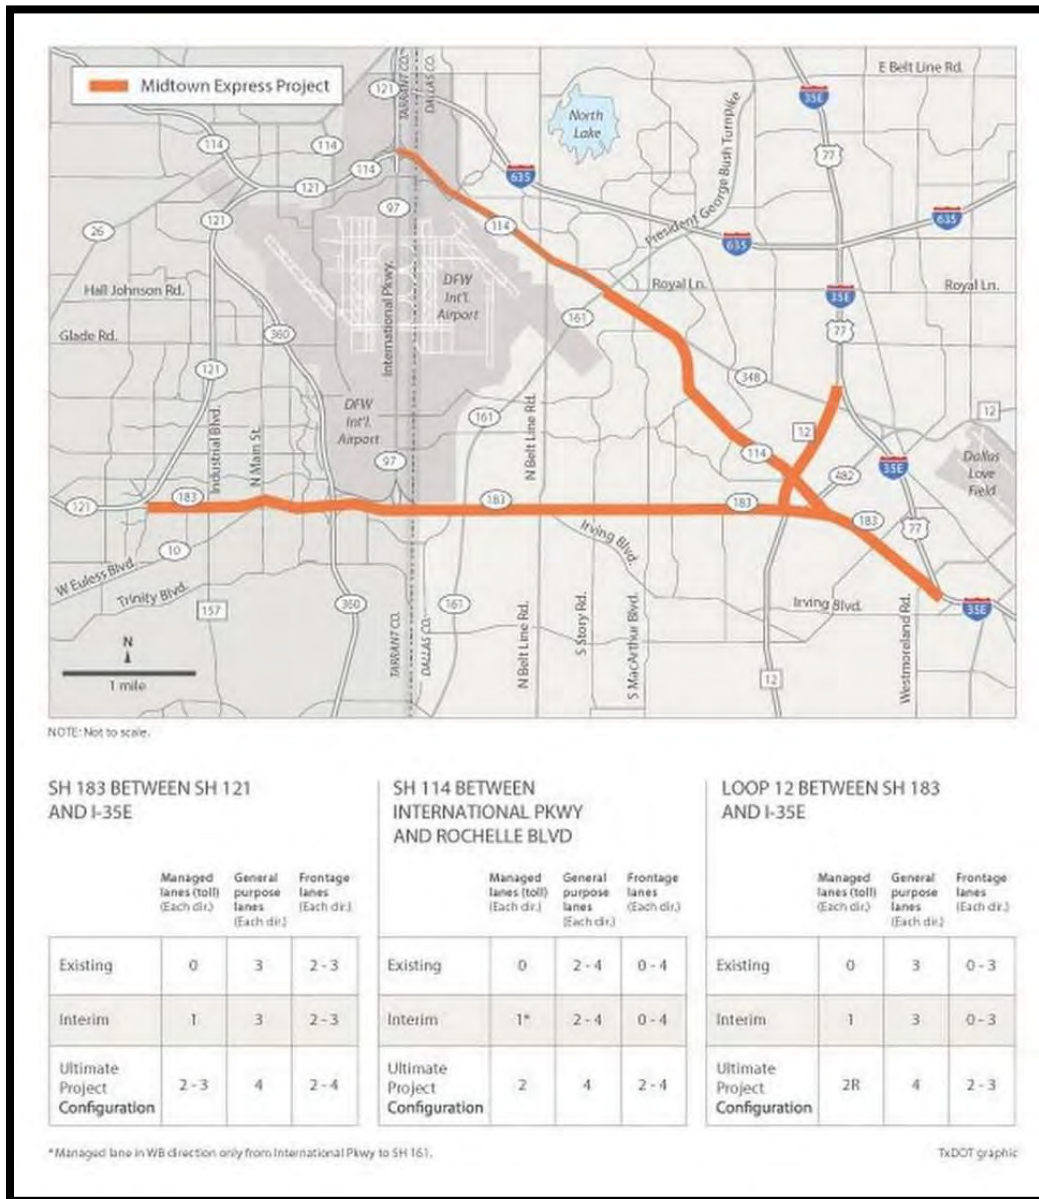 Midtown Express Project
E Belt Line Rd.
121
TARRANT CO.
DALLAS CO.
North
Lake
35E
77
President George Bush Turnpike
114
114
114
121
635
97
121
114
26
635
635
Hall Johnson Rd.
International Pkwy.
DFW
Int'l.
Airport
Royal Ln.
Royal Ln.
35E
161
77
Glade Rd.
360
121
348
DFW
Int'l.
Airport
161
N Belt Line Rd.
12
12
Industrial Blvd.
N Main St.
97
114
482
35E
Dallas
Love
Field
121
183
183
183
183
77
10
Irving Blvd.
W Euless Blvd.
Trinity Blvd.
157
360
161
Irving Blvd.
35E
N
1 mile
TARRANT CO.
DALLAS CO.
N Belt Line Rd.
S Story Rd.
S MacArthur Blvd.
12
Westmoreland Rd.
NOTE: Not to scale.
SH 183 BETWEEN SH 121
AND I-35E
Managed
lanes (toll)
(Each dir.)
General
purpose
lanes
(Each dir.)
Frontage
lanes
(Each dir.)
Existing 0 3 2 - 3
Interim 1 3 2 - 3
Ultimate
Project
Configuration
2 - 3 4 2 - 4
SH 114 BETWEEN
INTERNATIONAL PKWY
AND ROCHELLE BLVD
Managed
lanes (toll)
(Each dir.)
General
purpose
lanes
(Each dir.)
Frontage
lanes
(Each dir.)
Existing 0 2 - 4 0 - 4
Interim 1* 2 - 4 0 - 4
Ultimate
Project
Configuration
2 4 2 - 4
LOOP 12 BETWEEN SH 183
AND I-35E
Managed
lanes (toll)
(Each dir.)
General
purpose
lanes
(Each dir.)
Frontage
lanes
(Each dir.)
Existing 0 3 0 - 3
Interim 1 3 0 - 3
Ultimate
Project
Configuration
2R 4 2 - 3
*Managed lane in WB direction only from International Pkwy to SH 161.
TxDOT graphic